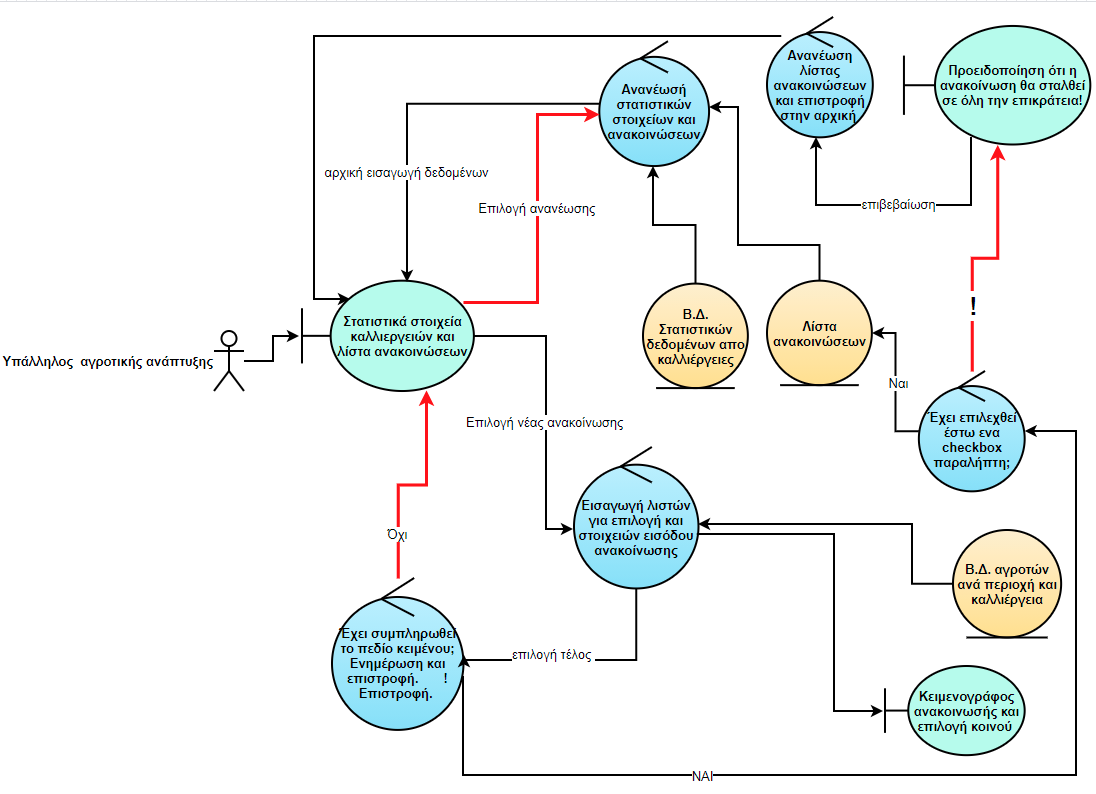 Ανανέωση
λίστας
ανακοινώσεων
και επιστροφή
στην αρχική
Προειδοποίηση ότι η
ανακοίνωση θα σταλθεί
σε όλη την επικράτεια!
Ανανέωσή
στατιστικών
στοιχείων και
ανακοινώσεων
αρχική εισαγωγή δεδομένων
Επιλογή ανανέωσης
επιβεβαίωση
!
Στατιστικά στοιχεία
καλλιεργειών και
λίστα ανακοινώσεων
Β.Δ.
Στατιστικών
δεδομένων απο
καλλιέργειες
Λίστα
ανακοινώσεων
Υπάλληλος αγροτικής ανάπτυξης
Ναι
Έχει επιλεχθεί
έστω ενα
checkbox
παραλήπτη;
Επιλογή νέας ανακοίνωσης
Εισαγωγή λιστών
για επιλογή και
στοιχειών εισόδου
ανακοίνωσης
Όχι
Β.Δ. αγροτών
ανά περιοχή και
καλλιέργεια
Έχει συμπληρωθεί
το πεδίο κειμένου;
Ενημέρωση και
επιστροφή. !
Επιστροφή.
επιλογή τέλος
Κειμενογράφος
ανακοινωσής και
επιλογή κοινού
ΝΑΙ